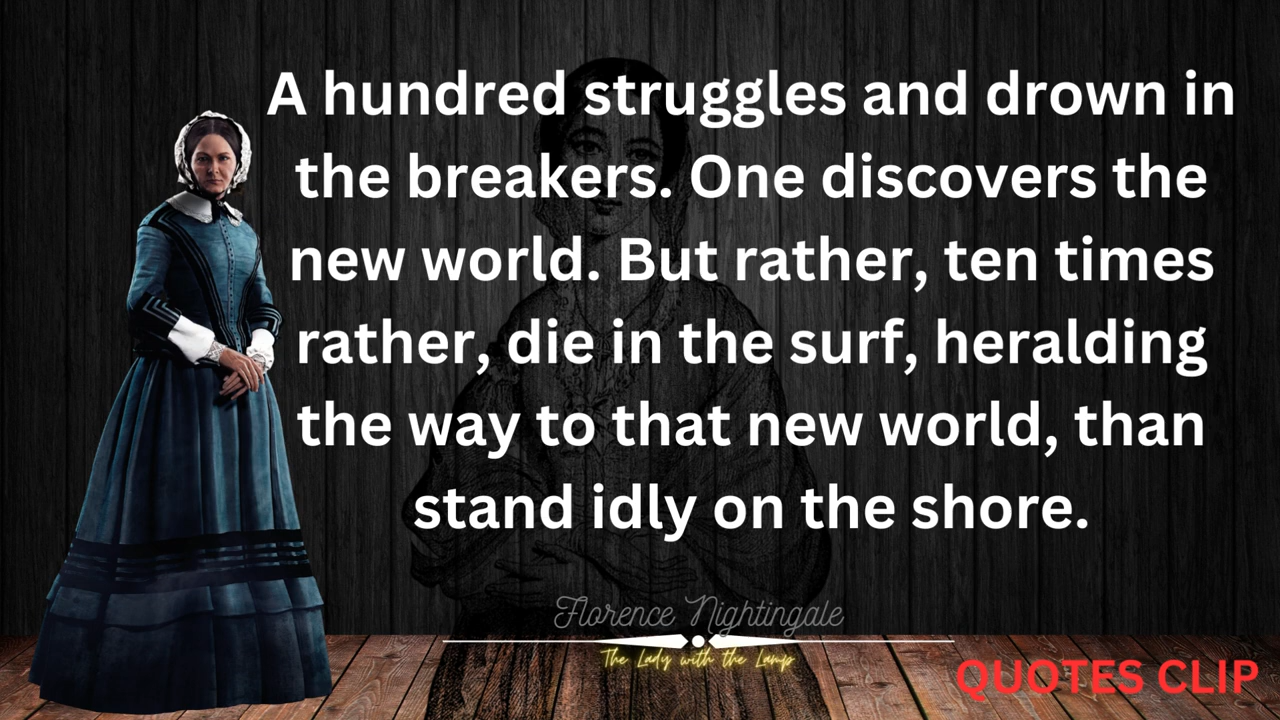 A hundred struggles and drown in
the breakers. One discovers the
new world. But rather, ten times
rather, die in the surf, heralding
the way to that new world, than
stand idly on the shore.
Florence Nightingale
The Lady with the Lamp
QUOTES CLIP